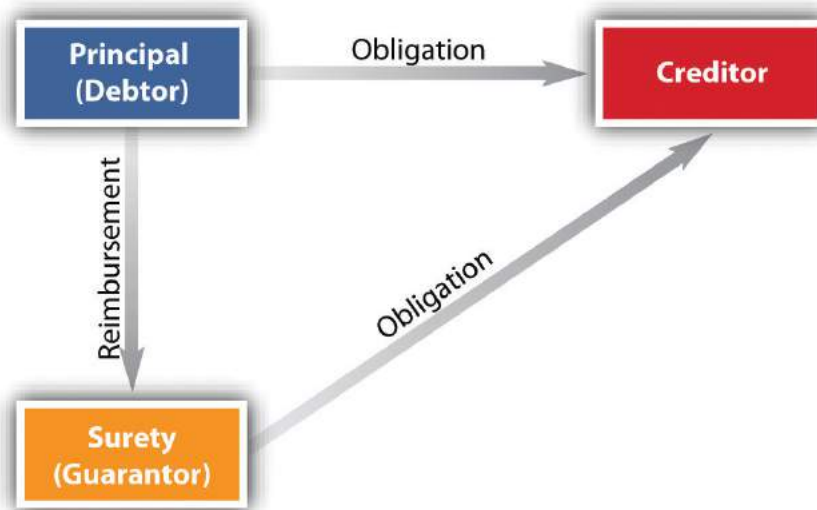 Principal
(Debtor)
Obligation
Creditor
Reimbursement
Obligation
Surety
(Guarantor)